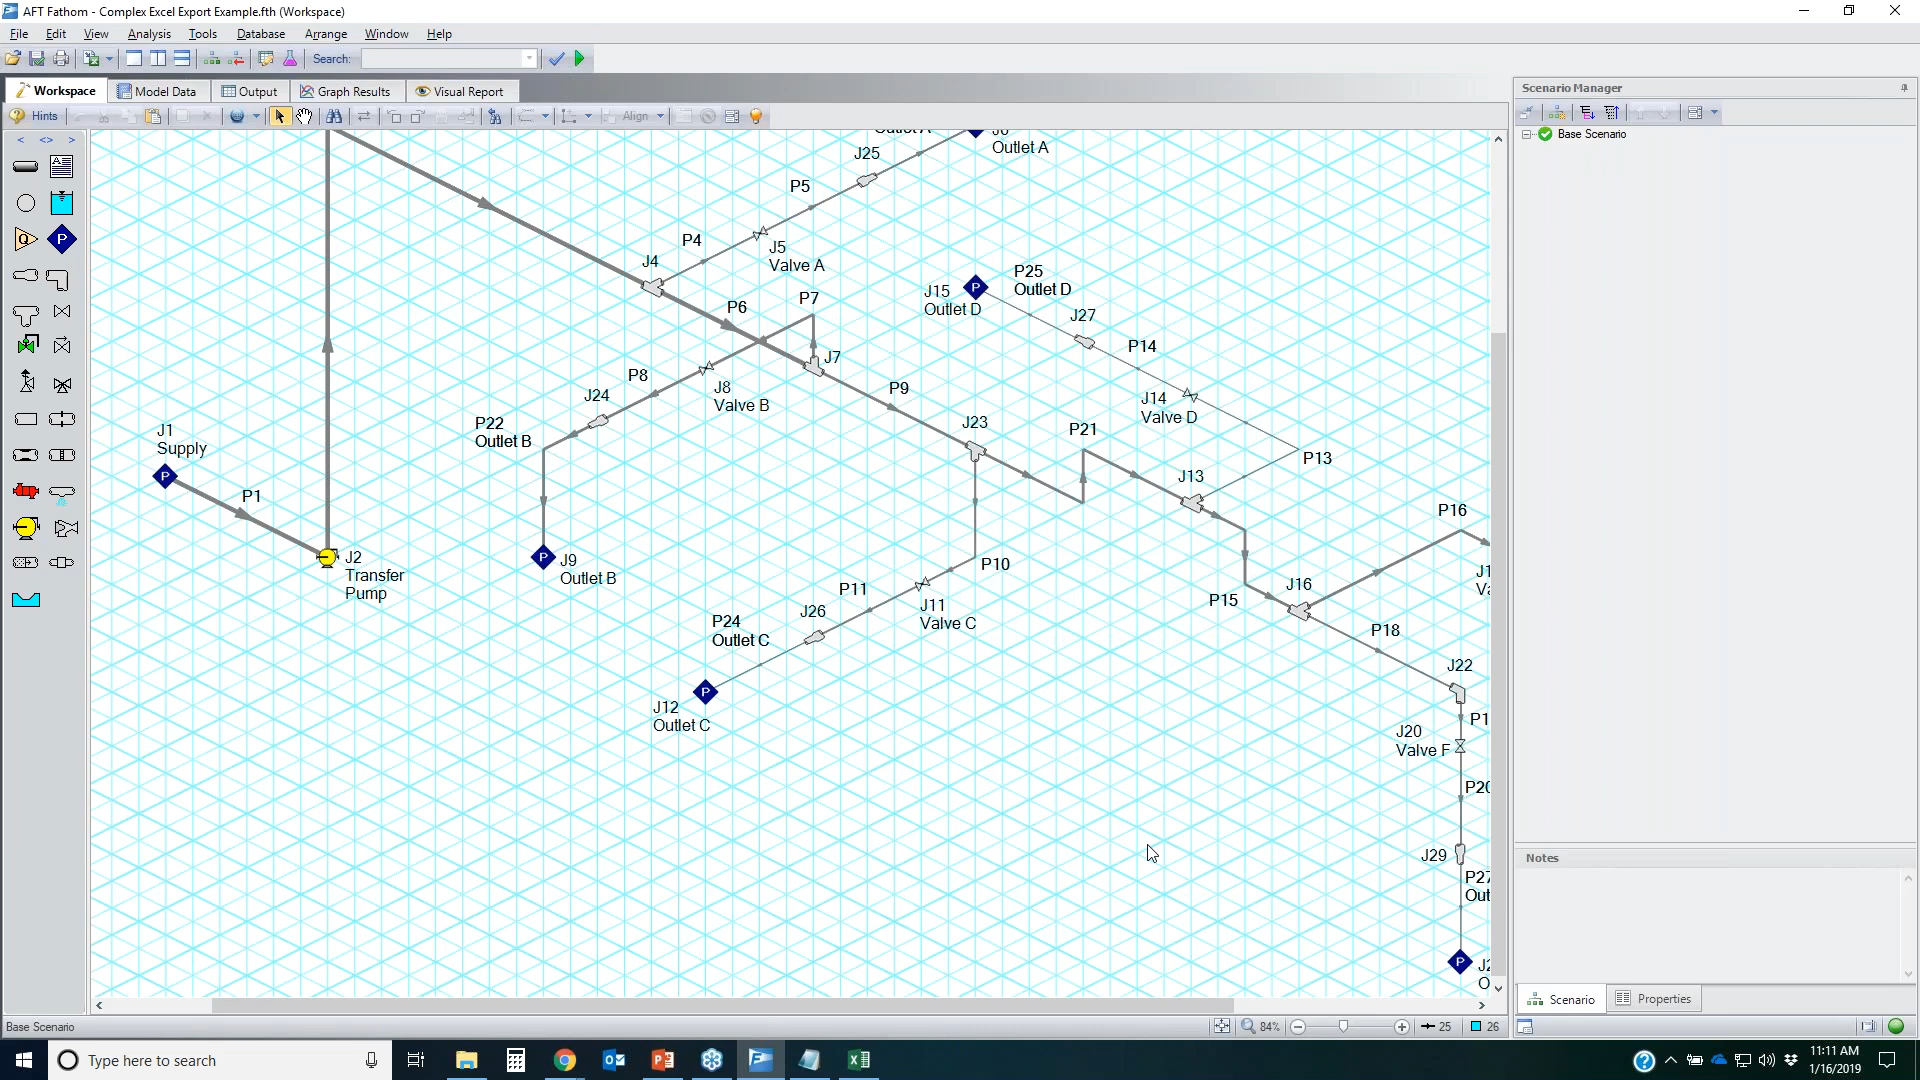 AFT Fathom - Complex Excel Export Example.fth (Workspace)
File Edit View Analysis Tools Database Arrange Window Help
Search:
Workspace Model Data Output Graph Results Visual Report
Hints Align
Scenario Manager
Base Scenario
Outlet A J6
Outlet A
J25
P5
P4
J5
Valve A
J4
P25
Outlet D
J15
Outlet D
P6
P7
J27
P14
J7
P8
J8
Valve B
P9
J14
Valve D
J24
P22
Outlet B
J23
P21
J1
Supply
P13
J13
P1
P16
J2
Transfer
Pump
J9
Outlet B
P10
P11
J11
Valve C
J26
P24
Outlet C
P15
J16
P18
J12
Outlet C
J22
J20
Valve F
J29
P27
P
P
P
P
P
P
Q
A
Notes
Scenario Properties
Base Scenario
84% 25 26
Type here to search
11:11 AM
1/16/2019